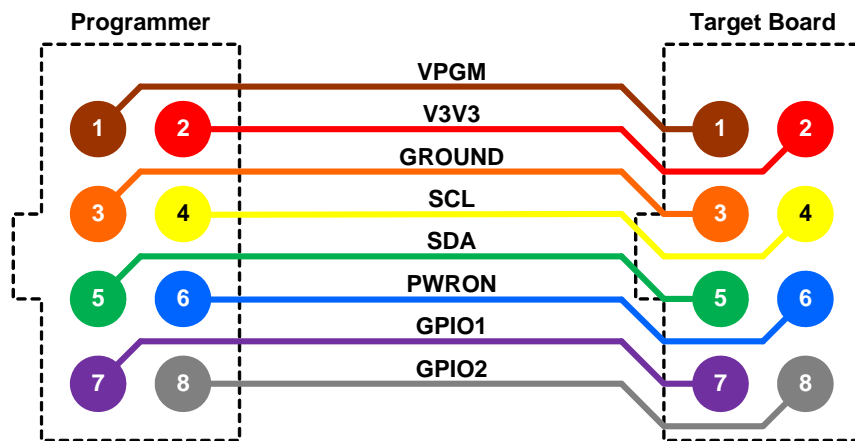 Programmer
Target Board
VPGM
1
2
V3V3
1
2
GROUND
3
4
SCL
3
4
SDA
5
6
PWRON
5
6
GPIO1
7
8
GPIO2
7
8